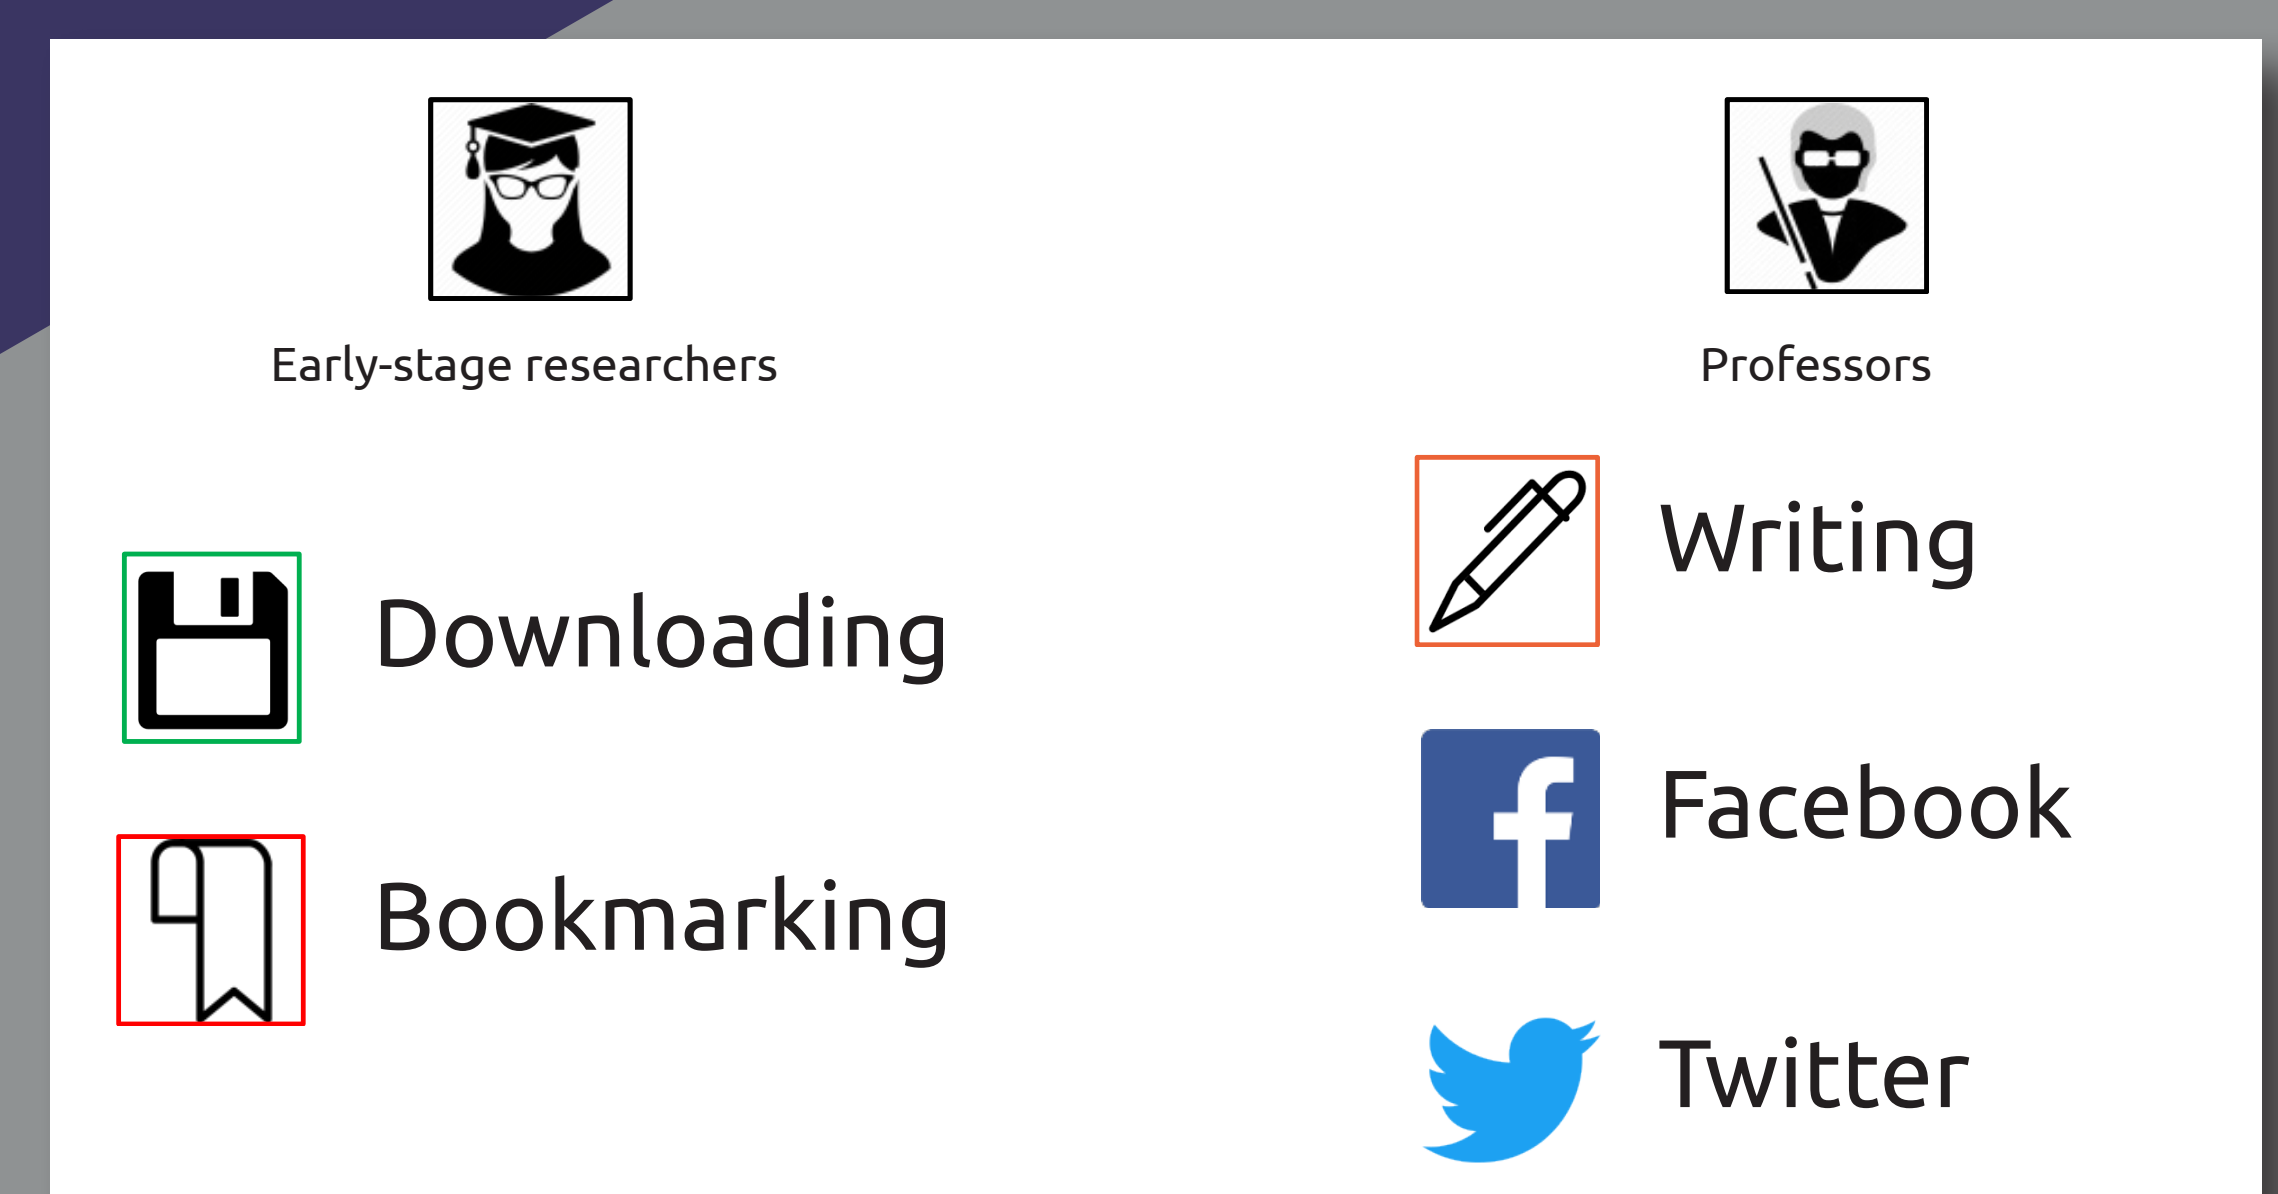 Early-stage researchers
Professors
Downloading
Bookmarking
Writing
Facebook
Twitter